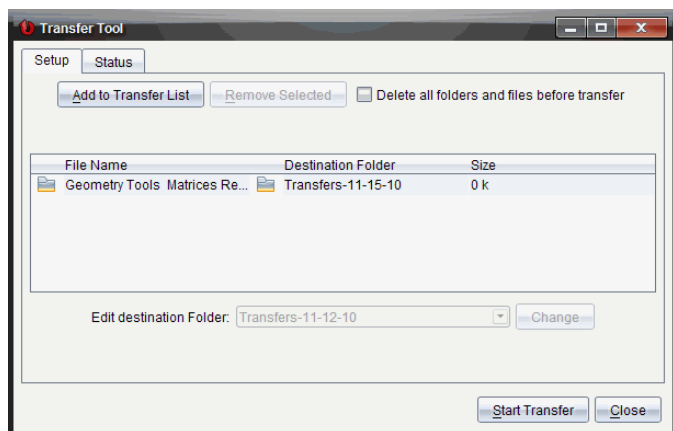 Transfer Tool
Setup Status
Add to Transfer List Remove Selected Delete all folders and files before transfer
File Name Destination Folder Size
Geometry Tools Matrices Re... Transfers-11-15-10 0 k
Edit destination Folder: Transfers-11-12-10 Change
Start Transfer Close